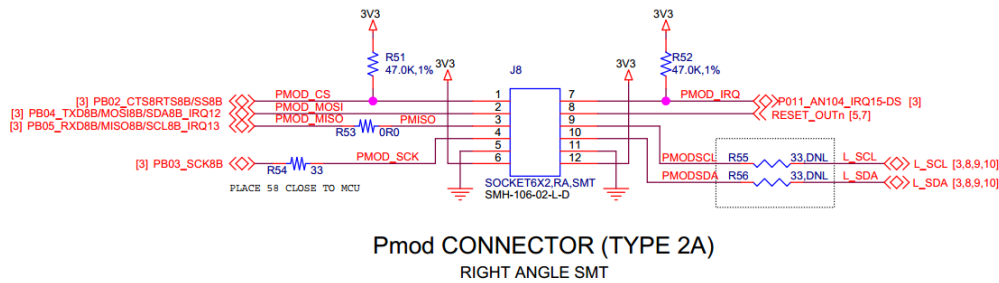 3V3
3V3
R51
47.0K,1%
3V3
J8
3V3
R52
47.0K,1%
[3] PB02_CTS8RTS8B/SS8B
PMOD_CS
1
7
PMOD_IRQ
P011_AN104_IRQ15-DS [3]
[3] PB04_TXD8B/MOSI8B/SDA8B_IRQ12
PMOD_MOSI
2
8
RESET_OUTn [5,7]
[3] PB05_RXD8B/MISO8B/SCL8B_IRQ13
PMOD_MISO
R53
0R0
PMISO
3
9
4
10
5
11
6
12
[3] PB03_SCK8B
R54
33
PMOD_SCK
PLACE 58 CLOSE TO MCU
SOCKET6X2,RA,SMT
SMH-106-02-L-D
PMODSCL
R55
33,DNL
L_SCL
L_SCL [3,8,9,10]
PMODSDA
R56
33,DNL
L_SDA
L_SDA [3,8,9,10]
Pmod CONNECTOR (TYPE 2A)
RIGHT ANGLE SMT